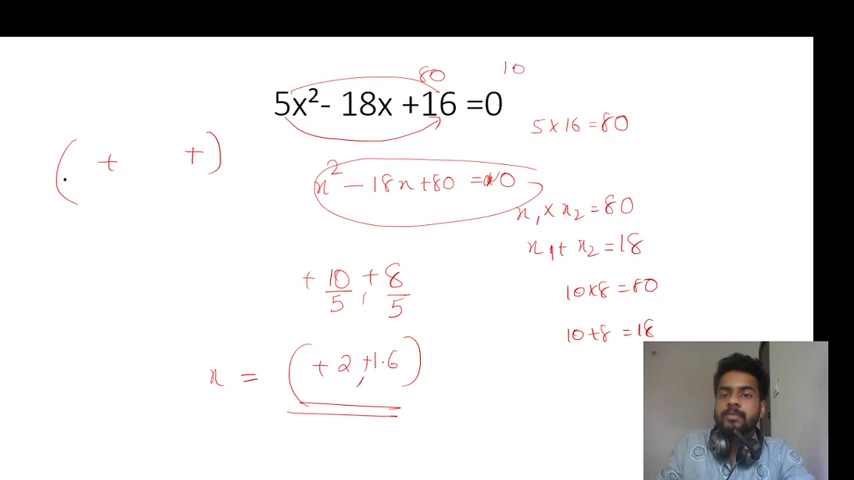 80 10
5x²- 18x +16 =0
5 x 16 = 80
( + + )
x² - 18x + 80 = 0
x₁ x x₂ = 80
x₁ + x₂ = 18
+ 10/5 , + 8/5
10 x 8 = 80
10 + 8 = 18
x = ( + 2 , +1.6 )